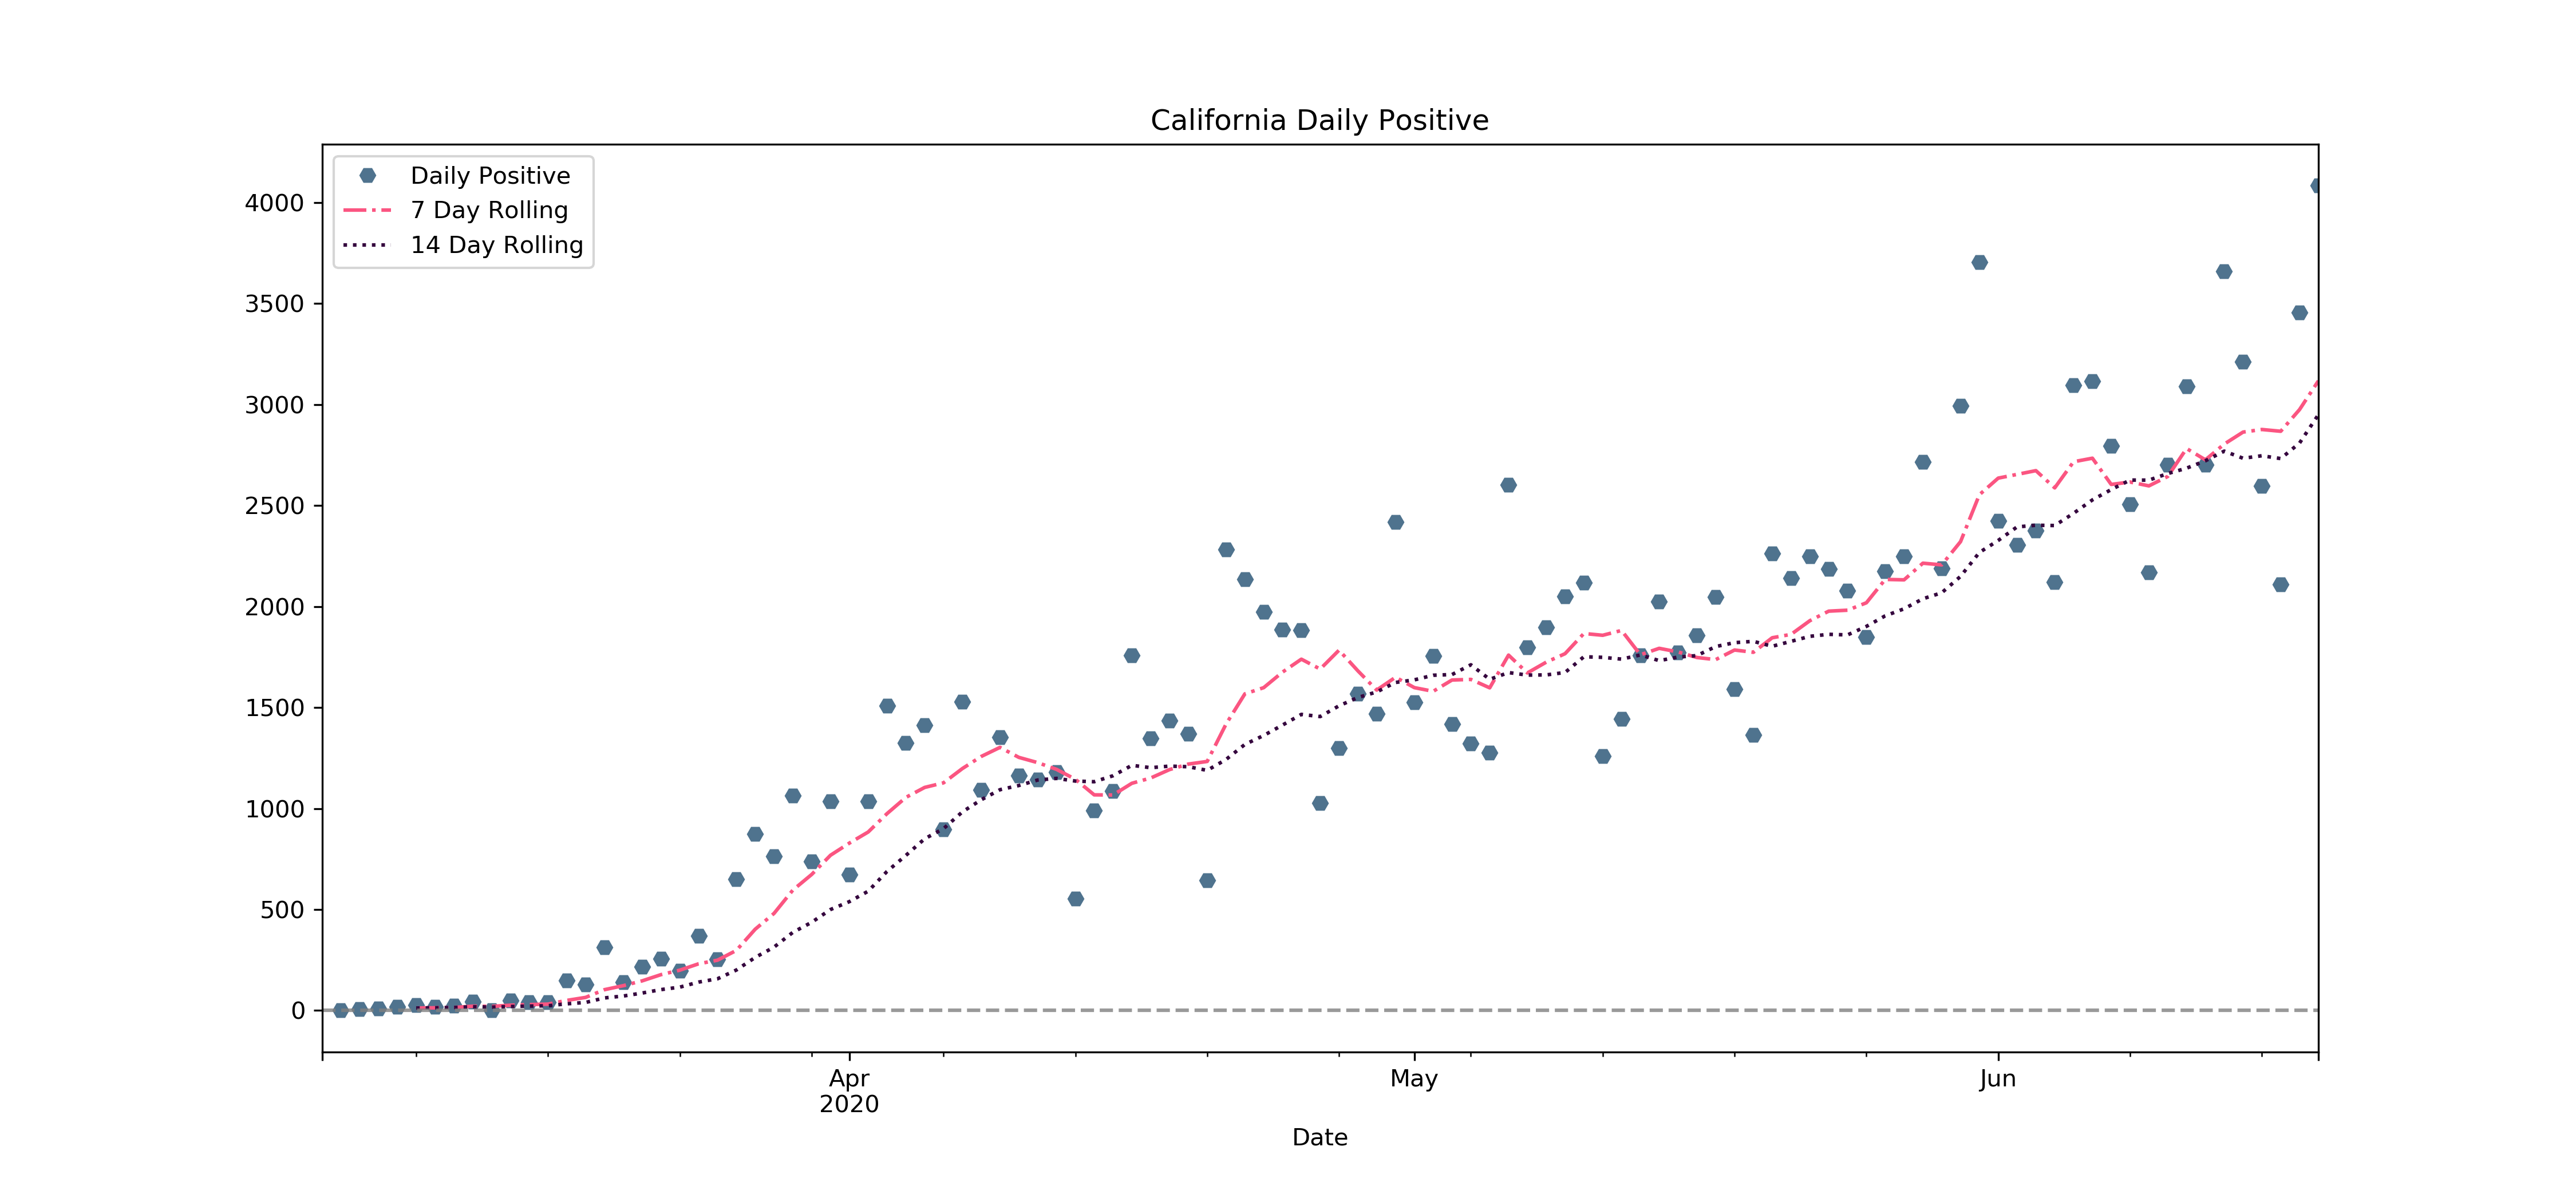 California Daily Positive
Daily Positive
7 Day Rolling
14 Day Rolling
4000
3500
3000
2500
2000
1500
1000
500
0
Apr
2020
May
Jun
Date